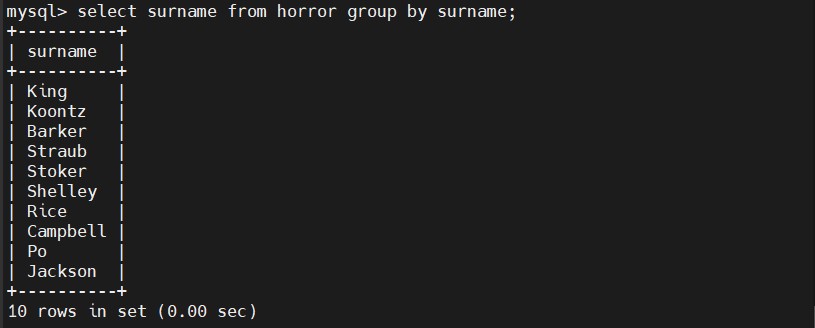 mysql> select surname from horror group by surname;
+----------+
| surname  |
+----------+
| King     |
| Koontz   |
| Barker   |
| Straub   |
| Stoker   |
| Shelley  |
| Rice     |
| Campbell |
| Po       |
| Jackson  |
+----------+
10 rows in set (0.00 sec)